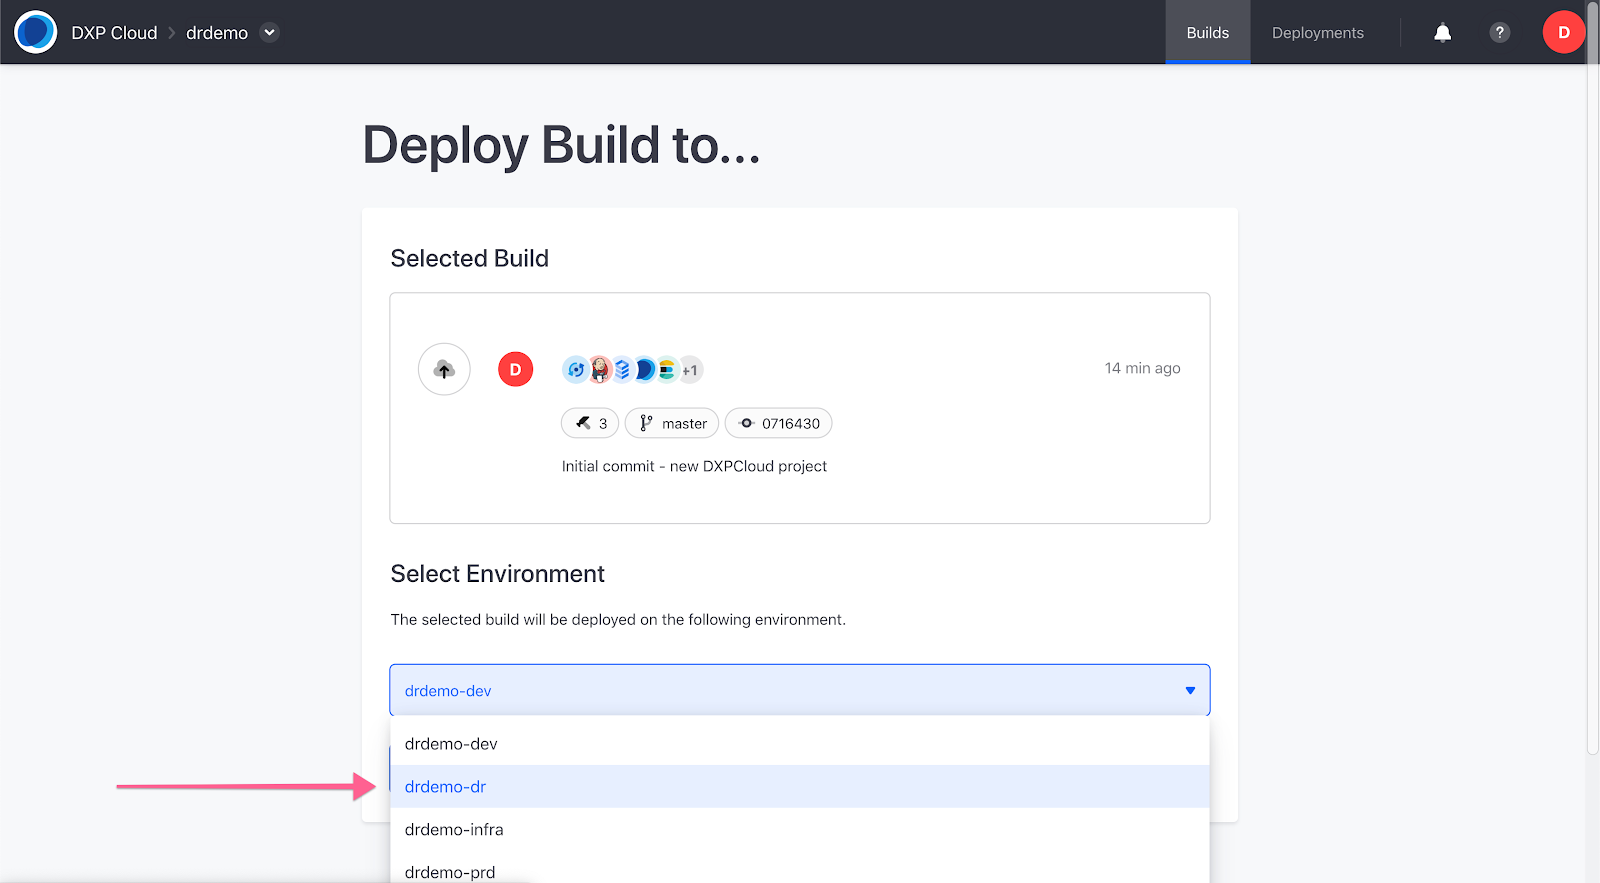 DXP Cloud > drdemo
Builds
Deployments
?
D
Deploy Build to...
Selected Build
D
+1
14 min ago
3
master
0716430
Initial commit - new DXPCloud project
Select Environment
The selected build will be deployed on the following environment.
drdemo-dev
drdemo-dev
drdemo-dr
drdemo-infra
drdemo-prd